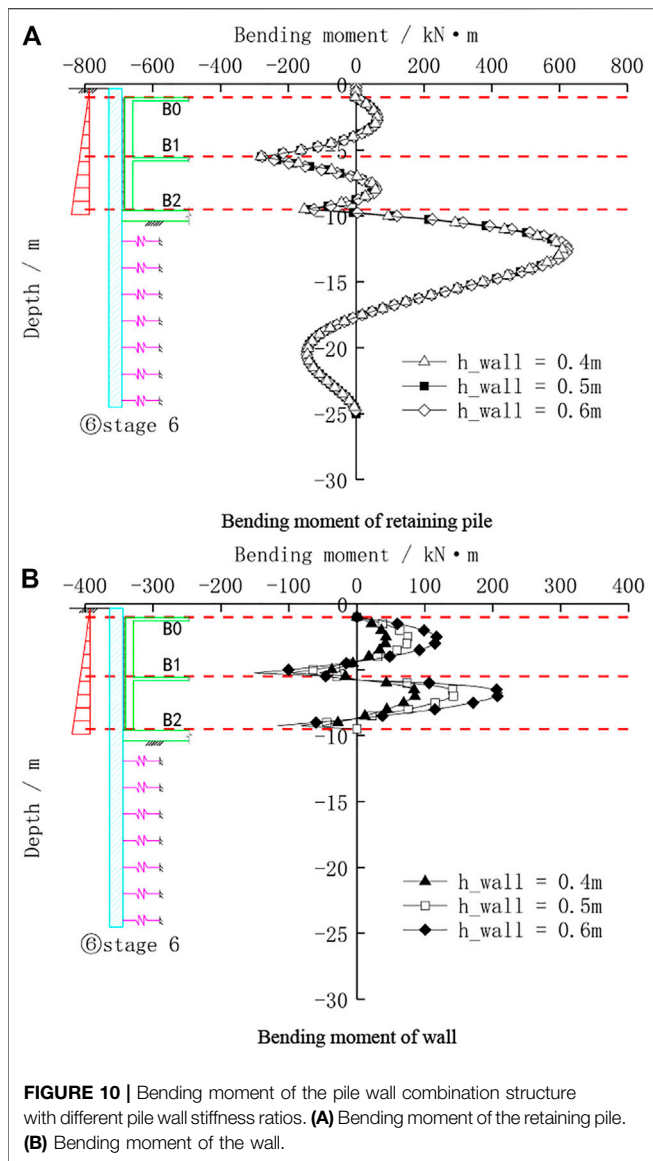 A
Bending moment / kN·m
-800 -600 -400 -200 0 200 400 600 800
B0
B1
B2
-5
-10
-15
-20
-25
-30
Depth / m
h_wall = 0.4m
h_wall = 0.5m
h_wall = 0.6m
⑥stage 6
Bending moment of retaining pile
B
Bending moment / kN·m
-400 -300 -200 -100 0 100 200 300 400
B0
B1
B2
-5
-10
-15
-20
-25
-30
Depth / m
h_wall = 0.4m
h_wall = 0.5m
h_wall = 0.6m
⑥stage 6
Bending moment of wall
FIGURE 10 | Bending moment of the pile wall combination structure
with different pile wall stiffness ratios. (A) Bending moment of the retaining pile.
(B) Bending moment of the wall.